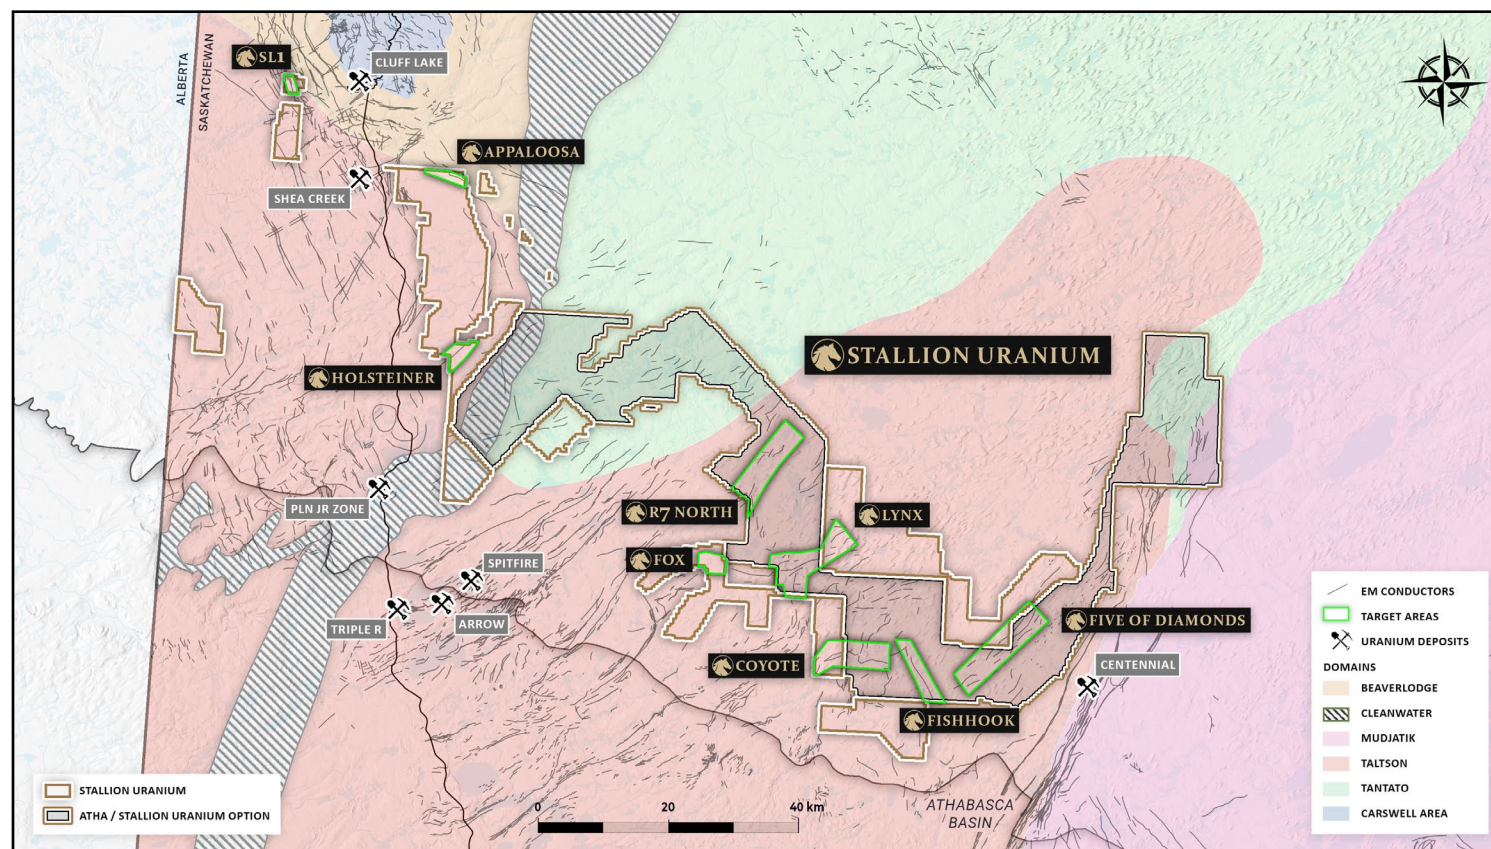 ALBERTA
SASKATCHEWAN
SL1
CLUFF LAKE
APPALOOSA
SHEA CREEK
STALLION URANIUM
HOLSTEINER
PLN JR ZONE
R7 NORTH
LYNX
FOX
SPITFIRE
ARROW
TRIPLE R
FIVE OF DIAMONDS
COYOTE
CENTENNIAL
FISHHOOK
ATHABASCA
BASIN
0 20 40 km
STALLION URANIUM
ATHA / STALLION URANIUM OPTION
EM CONDUCTORS
TARGET AREAS
URANIUM DEPOSITS
DOMAINS
BEAVERLODGE
CLEANWATER
MUDJATIK
TALTSON
TANTATO
CARSWELL AREA